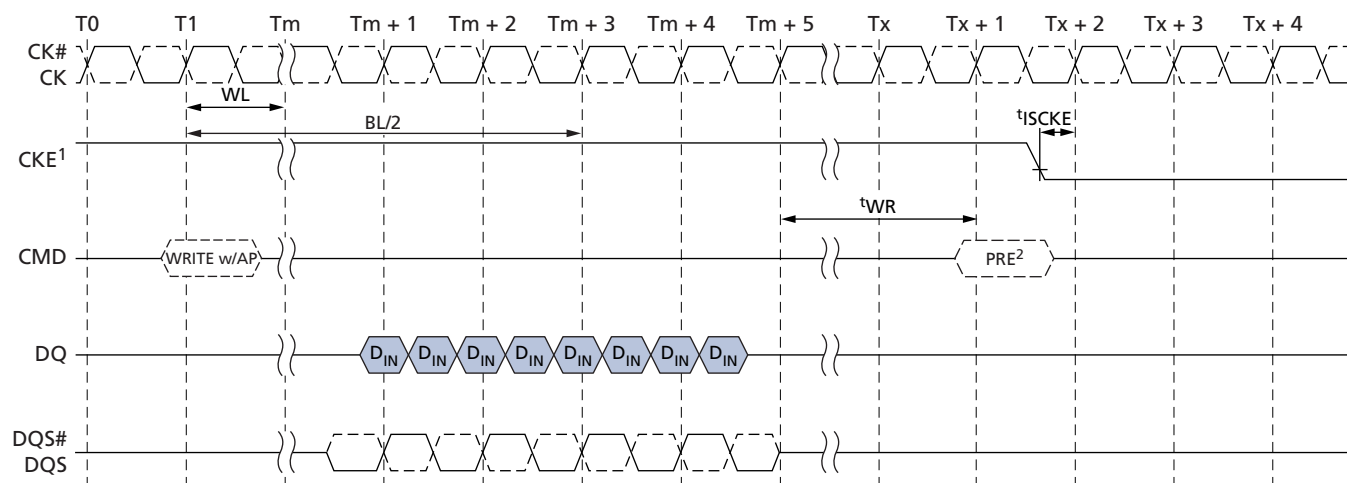 T0 T1 Tm Tm + 1 Tm + 2 Tm + 3 Tm + 4 Tm + 5 Tx Tx + 1 Tx + 2 Tx + 3 Tx + 4
CK#
CK
WL
BL/2
tISCKE
CKE1
tWR
CMD WRITE w/AP PRE2
DQ DIN DIN DIN DIN DIN DIN DIN DIN
DQS#
DQS